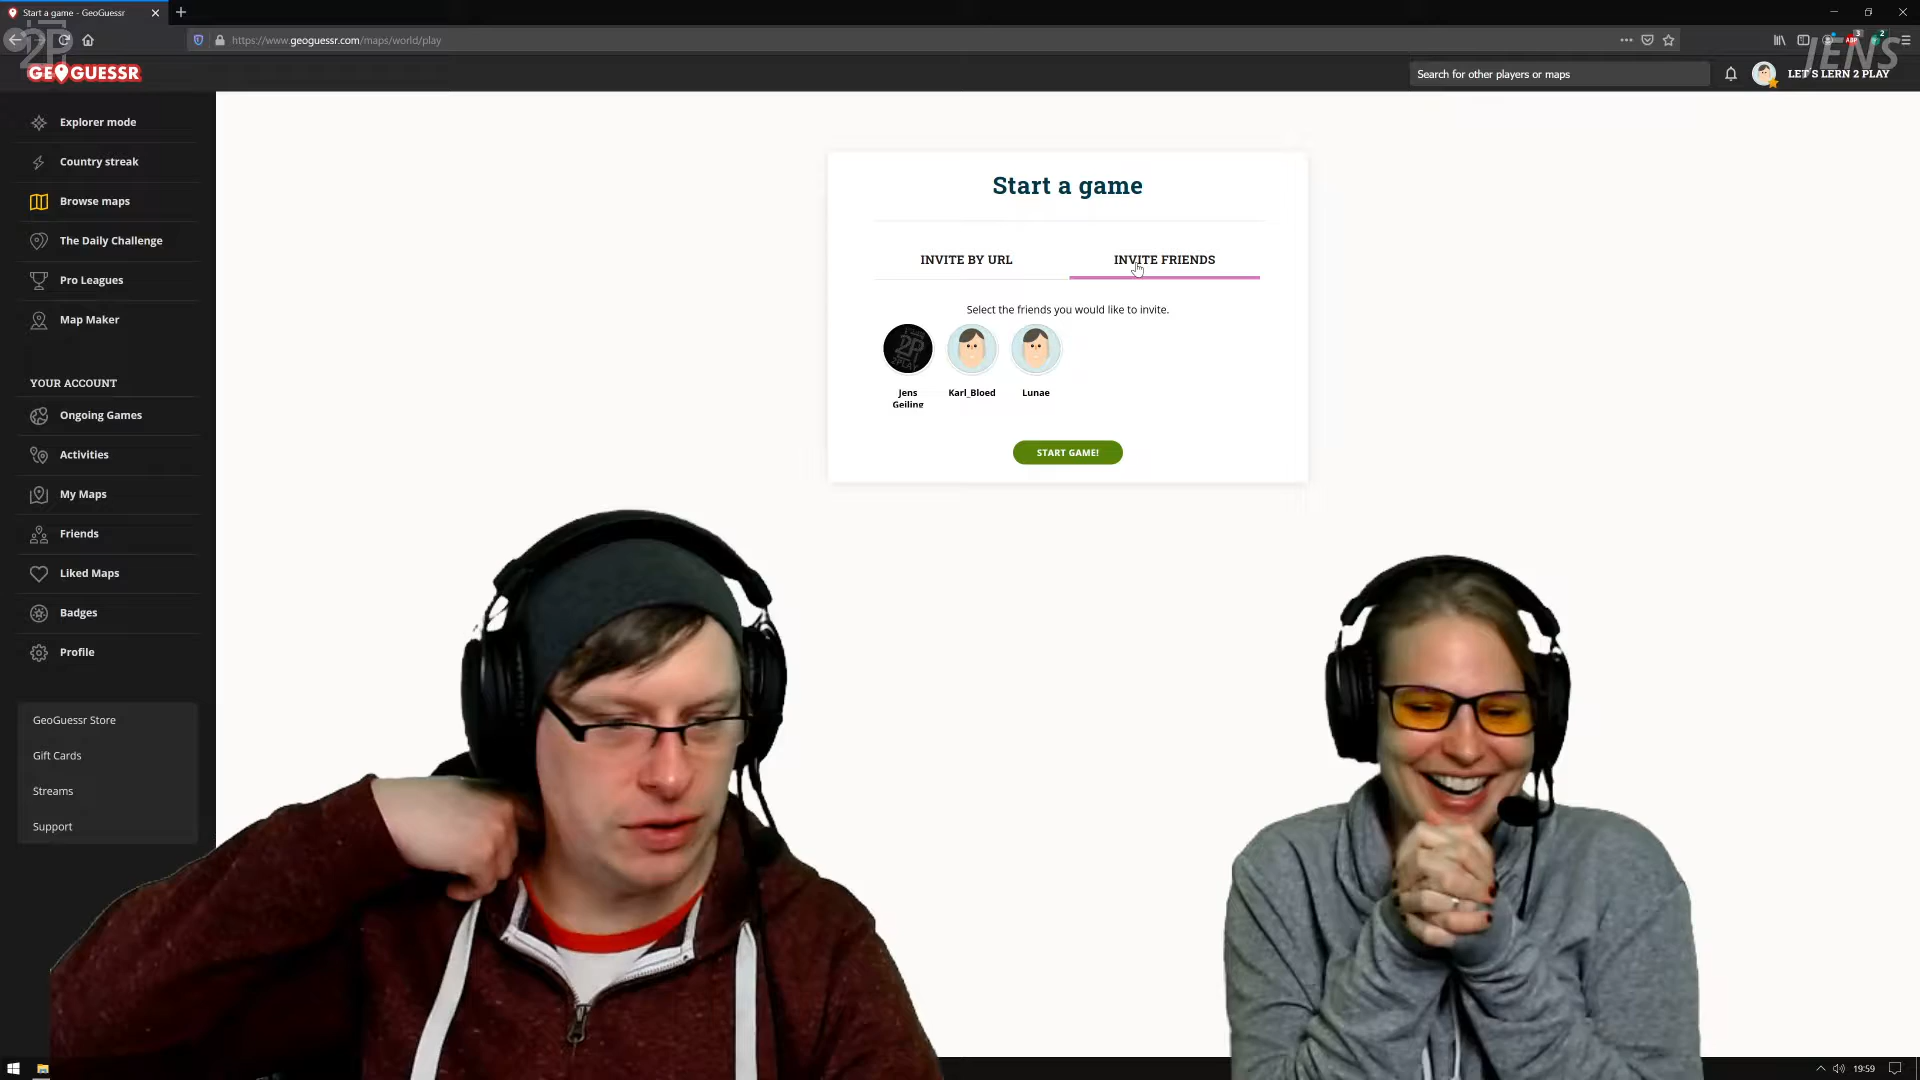 Start a game - GeoGuessr
https://www.geoguessr.com/maps/world/play
2P
JENS
GEOGUESSR
Search for other players or maps
LET'S LERN 2 PLAY
3
2
Explorer mode
Country streak
Browse maps
The Daily Challenge
Pro Leagues
Map Maker
YOUR ACCOUNT
Ongoing Games
Activities
My Maps
Friends
Liked Maps
Badges
Profile
GeoGuessr Store
Gift Cards
Streams
Support
Start a game
INVITE BY URL
INVITE FRIENDS
Select the friends you would like to invite.
2P
Jens
Geiling
Karl_Bloed
Lunae
START GAME!
19:59